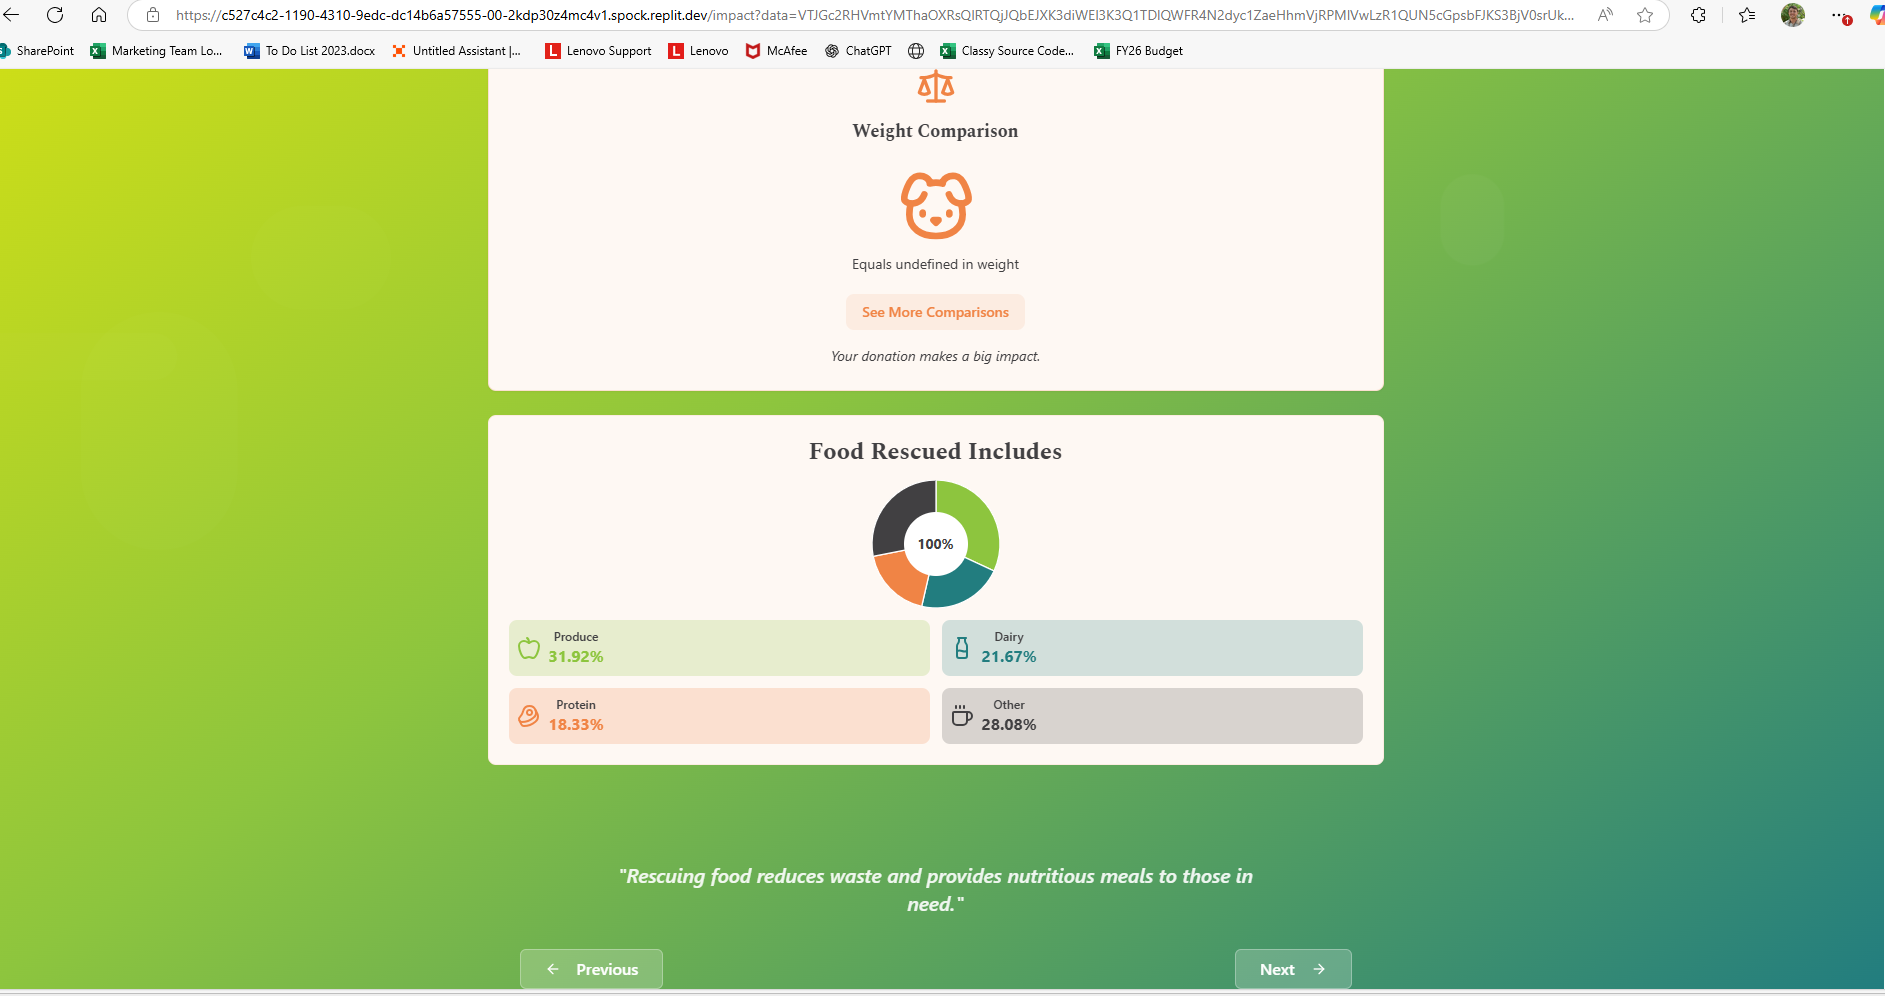 https://c527c4c2-1190-4310-9edc-dc14b6a57555-00-2kdp30z4mc4v1.spock.replit.dev/impact?data=
SharePoint Marketing Team Lo... To Do List 2023.docx Untitled Assistant |... Lenovo Support Lenovo McAfee ChatGPT Classy Source Code... FY26 Budget
Weight Comparison
Equals undefined in weight
See More Comparisons
Your donation makes a big impact.
Food Rescued Includes
100%
Produce
31.92%
Dairy
21.67%
Protein
18.33%
Other
28.08%
"Rescuing food reduces waste and provides nutritious meals to those in
need."
Previous
Next